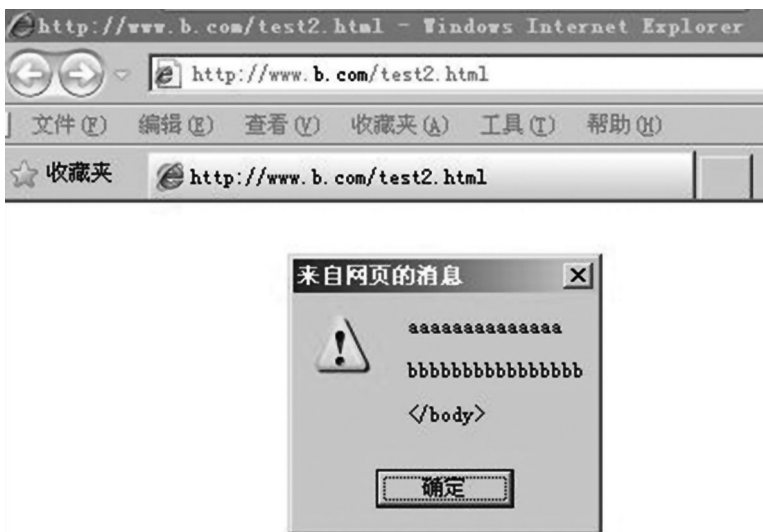 http://www.b.com/test2.html - Windows Internet Explorer
http://www.b.com/test2.html
文件(F) 编辑(E) 查看(V) 收藏夹(A) 工具(T) 帮助(H)
收藏夹 http://www.b.com/test2.html
来自网页的消息
aaaaaaaaaaaaaa
bbbbbbbbbbbbbbbb
</body>
确定